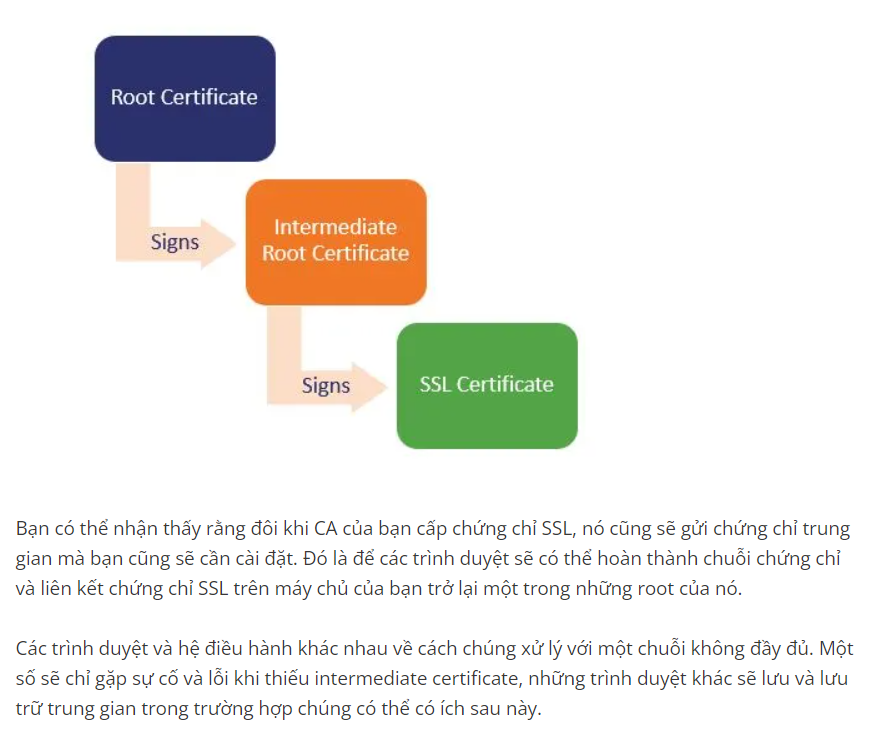 Root Certificate
Signs
Intermediate
Root Certificate
Signs
SSL Certificate
Bạn có thể nhận thấy rằng đôi khi CA của bạn cấp chứng chỉ SSL, nó cũng sẽ gửi chứng chỉ trung
gian mà bạn cũng sẽ cần cài đặt. Đó là để các trình duyệt sẽ có thể hoàn thành chuỗi chứng chỉ
và liên kết chứng chỉ SSL trên máy chủ của bạn trở lại một trong những root của nó.
Các trình duyệt và hệ điều hành khác nhau về cách chúng xử lý với một chuỗi không đầy đủ. Một
số sẽ chỉ gặp sự cố và lỗi khi thiếu intermediate certificate, những trình duyệt khác sẽ lưu và lưu
trữ trung gian trong trường hợp chúng có thể có ích sau này.